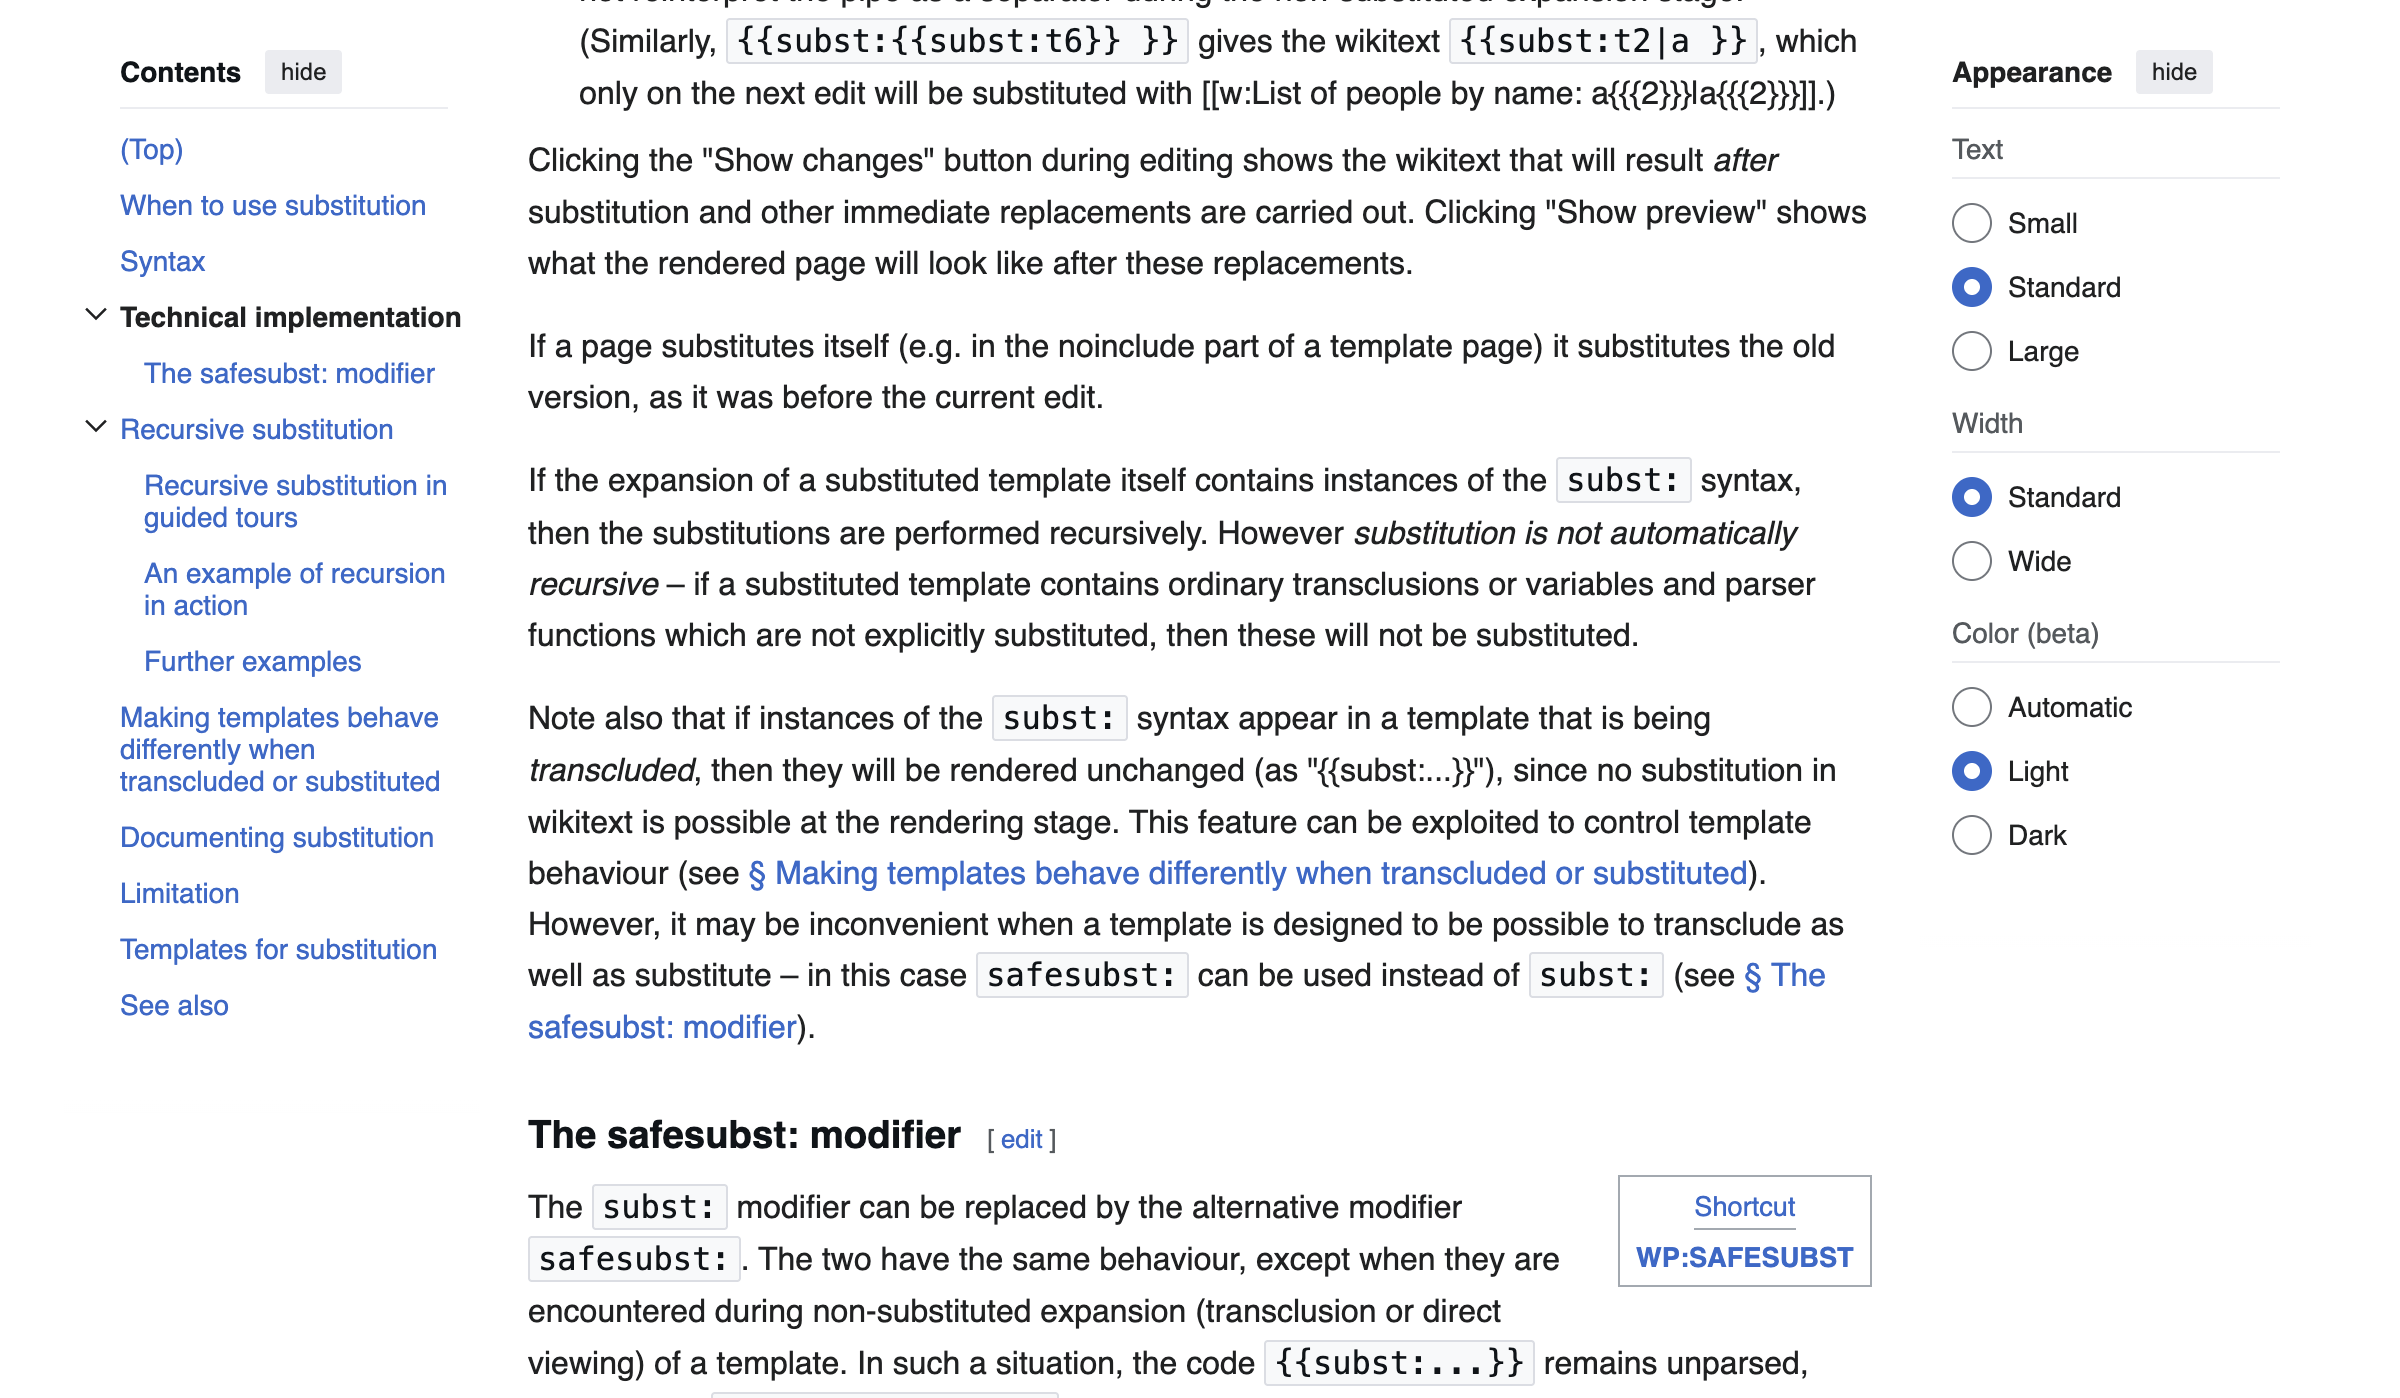 Contents hide
(Top)
When to use substitution
Syntax
Technical implementation
The safesubst: modifier
Recursive substitution
Recursive substitution in
guided tours
An example of recursion
in action
Further examples
Making templates behave
differently when
transcluded or substituted
Documenting substitution
Limitation
Templates for substitution
See also
not reinterpret the pipe as a separator during the non-substituted expansion stage.
(Similarly, {{subst:{{subst:t6}} }} gives the wikitext {{subst:t2|a }}, which
only on the next edit will be substituted with [[w:List of people by name: a{{{2}}}|a{{{2}}}]].)
Clicking the "Show changes" button during editing shows the wikitext that will result after
substitution and other immediate replacements are carried out. Clicking "Show preview" shows
what the rendered page will look like after these replacements.
If a page substitutes itself (e.g. in the noinclude part of a template page) it substitutes the old
version, as it was before the current edit.
If the expansion of a substituted template itself contains instances of the subst: syntax,
then the substitutions are performed recursively. However substitution is not automatically
recursive – if a substituted template contains ordinary transclusions or variables and parser
functions which are not explicitly substituted, then these will not be substituted.
Note also that if instances of the subst: syntax appear in a template that is being
transcluded, then they will be rendered unchanged (as "{{subst:...}}"), since no substitution in
wikitext is possible at the rendering stage. This feature can be exploited to control template
behaviour (see § Making templates behave differently when transcluded or substituted).
However, it may be inconvenient when a template is designed to be possible to transclude as
well as substitute – in this case safesubst: can be used instead of subst: (see § The
safesubst: modifier).
The safesubst: modifier [ edit ]
The subst: modifier can be replaced by the alternative modifier
safesubst:. The two have the same behaviour, except when they are
encountered during non-substituted expansion (transclusion or direct
viewing) of a template. In such a situation, the code {{subst:...}} remains unparsed,
Shortcut
WP:SAFESUBST
Appearance hide
Text
Small
Standard
Large
Width
Standard
Wide
Color (beta)
Automatic
Light
Dark